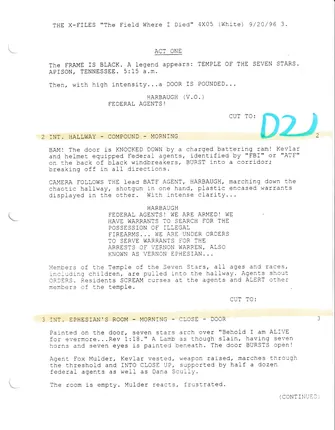 THE X-FILES "The Field Where I Died" 4X05 (White) 9/20/96 3.
ACT ONE
The FRAME IS BLACK. A legend appears: TEMPLE OF THE SEVEN STARS.
APISON, TENNESSEE. 5:15 a.m.
Then, with high intensity...a DOOR IS POUNDED...
HARBAUGH (V.O.)
FEDERAL AGENTS!
CUT TO:
D2J
2 INT. HALLWAY - COMPOUND - MORNING 2
BAM! The door is KNOCKED DOWN by a charged battering ram! Kevlar
and helmet equipped Federal agents, identified by "FBI" or "ATF"
on the back of black windbreakers, BURST into a corridor;
breaking off in all directions.
CAMERA FOLLOWS THE lead BATF AGENT, HARBAUGH, marching down the
chaotic hallway, shotgun in one hand, plastic encased warrants
displayed in the other. With intense clarity...
HARBAUGH
FEDERAL AGENTS! WE ARE ARMED! WE
HAVE WARRANTS TO SEARCH FOR THE
POSSESSION OF ILLEGAL
FIREARMS... WE ARE UNDER ORDERS
TO SERVE WARRANTS FOR THE
ARRESTS OF VERNON WARREN, ALSO
KNOWN AS VERNON EPHESIAN...
Members of the Temple of the Seven Stars, all ages and races,
including children, are pulled into the hallway. Agents shout
ORDERS. Residents SCREAM curses at the agents and ALERT other
members of the temple.
CUT TO:
3 INT. EPHESIAN'S ROOM - MORNING - CLOSE - DOOR 3
Painted on the door, seven stars arch over "Behold I am ALIVE
for evermore...Rev 1:18." A Lamb as though slain, having seven
horns and seven eyes is painted beneath. The door BURSTS open!
Agent Fox Mulder, Kevlar vested, weapon raised, marches through
the threshold and INTO CLOSE UP, supported by half a dozen
federal agents as well as Dana Scully.
The room is empty. Mulder reacts, frustrated.
(CONTINUED)